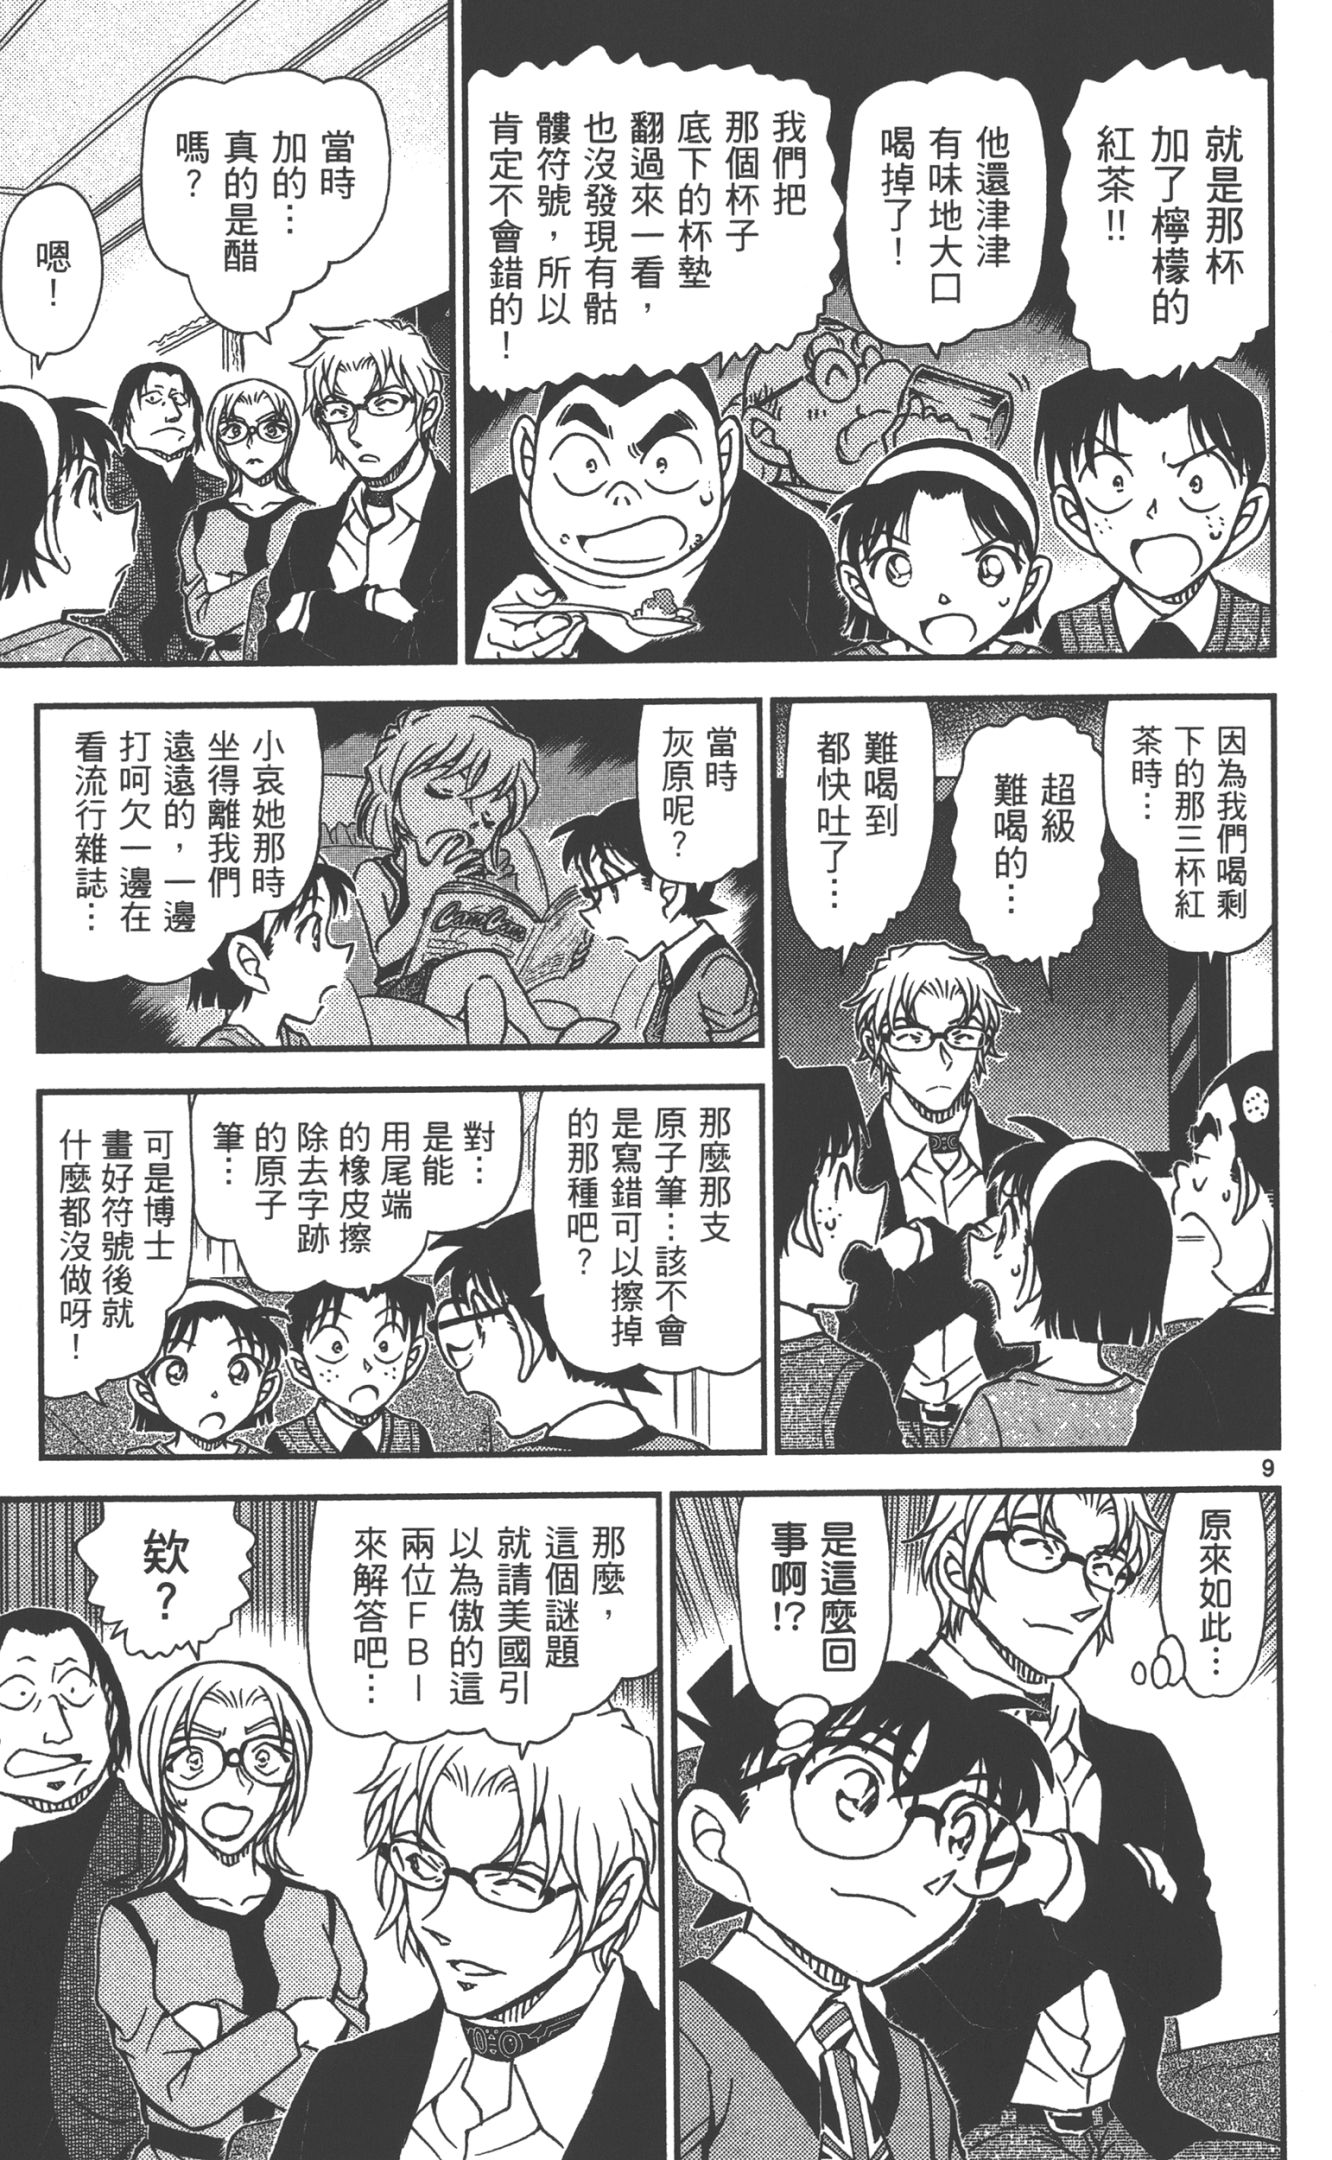 就是那杯
加了檸檬的
紅茶!!
他還津津
有味地大口
喝掉了！
我們把
那個杯子
底下的杯墊
翻過來一看，
也沒發現有骷
髏符號，所以
肯定不會錯的！
當時
加的…
真的是醋
嗎？
嗯！
因為我們喝剩
下的那三杯紅
茶時…
超級
難喝的…
難喝到
都快吐了…
當時
灰原呢？
小哀她那時
坐得離我們
遠遠的，一邊
打呵欠一邊在
看流行雜誌…
CanCam
那麼那支
原子筆…該不會
是寫錯可以擦掉
的那種吧？
對…
是能
用尾端
的橡皮擦
除去字跡
的原子
筆…
可是博士
畫好符號後就
什麼都沒做呀！
9
原來如此…
是這麼回
事啊!?
那麼，
這個謎題
就請美國引
以為傲的這
兩位FBI
來解答吧…
欸？